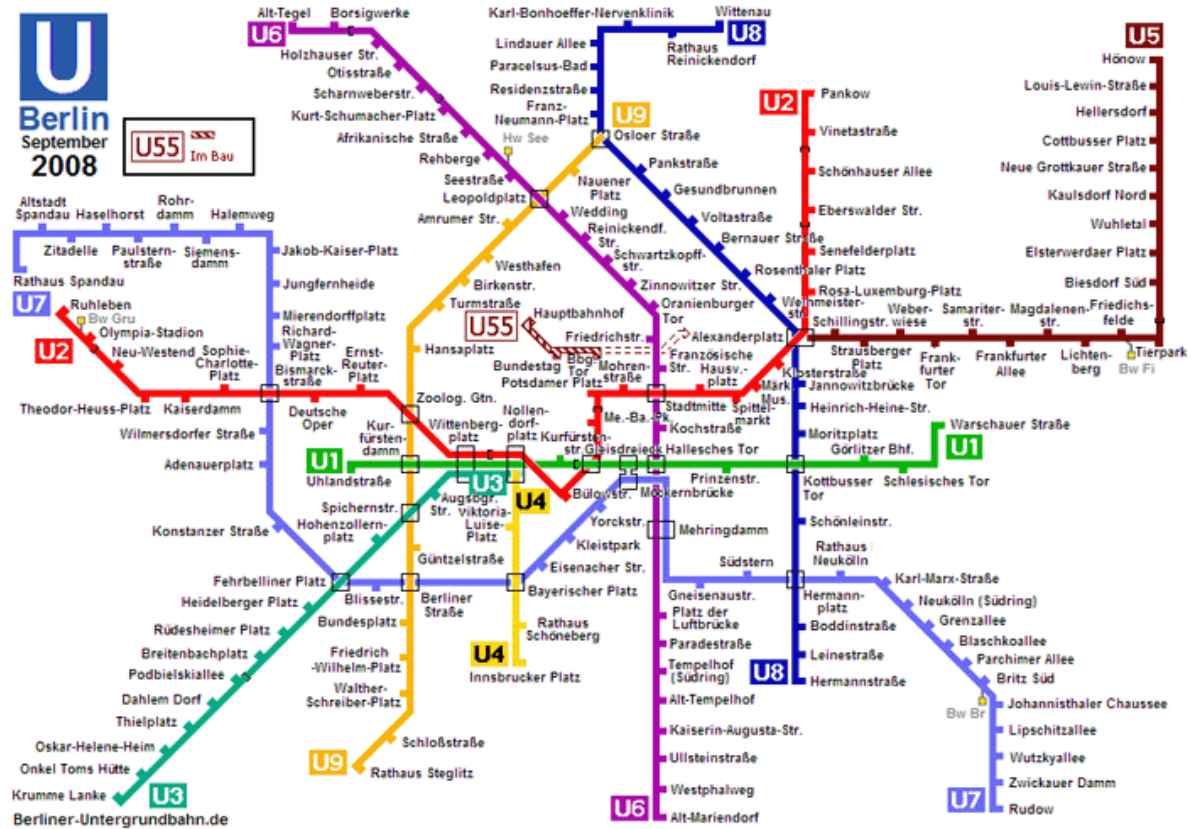 U
Berlin
September
2008
U55
Im Bau
Alt-Tegel
Borsigwerke
U6
Holzhauser Str.
Otisstraße
Scharnweberstr.
Kurt-Schumacher-Platz
Afrikanische Straße
Rehberge
Hw See
Seestraße
Leopoldplatz
Amrumer Str.
Westhafen
Birkenstr.
Turmstraße
Hansaplatz
Karl-Bonhoeffer-Nervenklinik
Wittenau
U8
Rathaus
Reinickendorf
Lindauer Allee
Paracelsus-Bad
Residenzstraße
Franz-
Neumann-Platz
U9
Osloer Straße
Pankstraße
Gesundbrunnen
Voltastraße
Bernauer Straße
Rosenthaler Platz
Weinmeister-
str.
Nauener
Platz
Wedding
Reinickendf.
Str.
Schwartzkopff-
str.
Zinnowitzer Str.
Oranienburger
Tor
U2
Pankow
Vinetastraße
Schönhauser Allee
Eberswalder Str.
Senefelderplatz
Rosa-Luxemburg-Platz
U5
Hönow
Louis-Lewin-Straße
Hellersdorf
Cottbusser Platz
Neue Grottkauer Straße
Kaulsdorf Nord
Wuhletal
Elsterwerdaer Platz
Biesdorf Süd
Friedichs-
felde
Tierpark
Bw Fi
Magdalenen-
str.
Lichten-
berg
Samariter-
str.
Frankfurter
Allee
Weber-
wiese
Frank-
furter
Tor
Strausberger
Platz
Schillingstr.
Alexanderplatz
Altstadt
Spandau
Haselhorst
Rohr-
damm
Halemweg
Zitadelle
Paulstern-
straße
Siemens-
damm
Rathaus Spandau
U7
Jakob-Kaiser-Platz
Jungfernheide
Mierendorffplatz
Richard-
Wagner-
Platz
Bismarck-
straße
Ruhleben
Bw Gru
Olympia-Stadion
U2
Neu-Westend
Sophie-
Charlotte-
Platz
Ernst-
Reuter-
Platz
Theodor-Heuss-Platz
Kaiserdamm
Deutsche
Oper
Wilmersdorfer Straße
Adenauerplatz
Konstanzer Straße
Zoolog. Gtn.
Kur-
fürsten-
damm
Wittenberg-
platz
Nollen-
dorf-
platz
Kurfürsten-
str.
Gleisdreieck
Hallesches Tor
U55
Hauptbahnhof
Bundestag
Bbg-
Tor
Friedrichstr.
Französische
Str.
Potsdamer Platz
Mohren-
straße
Hausv.-
platz
Stadtmitte
Spittel-
markt
Märk.
Mus.
Klosterstraße
Jannowitzbrücke
Heinrich-Heine-Str.
Moritzplatz
Me.-Ba.-Pk.
Kochstraße
U1
Uhlandstraße
U3
U4
Augsbgr.
Str.
Viktoria-
Luise-
Platz
Bülowstr.
Möckernbrücke
Prinzenstr.
Kottbusser
Tor
Görlitzer Bhf.
Schlesisches Tor
Warschauer Straße
U1
Spichernstr.
Hohenzollern-
platz
Güntzelstraße
Fehrbelliner Platz
Blissestr.
Berliner
Straße
Bayerischer Platz
Eisenacher Str.
Kleistpark
Yorckstr.
Mehringdamm
Schönleinstr.
Gneisenaustr.
Südstern
Rathaus
Neukölln
Hermann-
platz
Karl-Marx-Straße
Neukölln (Südring)
Grenzallee
Blaschkoallee
Parchimer Allee
Britz Süd
Bw Br
Johannisthaler Chaussee
Lipschitzallee
Wutzkyallee
Zwickauer Damm
Rudow
U7
Boddinstraße
Leinestraße
Hermannstraße
U8
Platz der
Luftbrücke
Paradestraße
Tempelhof
(Südring)
Alt-Tempelhof
Kaiserin-Augusta-Str.
Ullsteinstraße
Westphalweg
Alt-Mariendorf
U6
Rathaus
Schöneberg
U4
Innsbrucker Platz
Bundesplatz
Friedrich
-Wilhelm-Platz
Walther-
Schreiber-Platz
Schloßstraße
Rathaus Steglitz
U9
Heidelberger Platz
Rüdesheimer Platz
Breitenbachplatz
Podbielskiallee
Dahlem Dorf
Thielplatz
Oskar-Helene-Heim
Onkel Toms Hütte
Krumme Lanke
U3
Berliner-Untergrundbahn.de